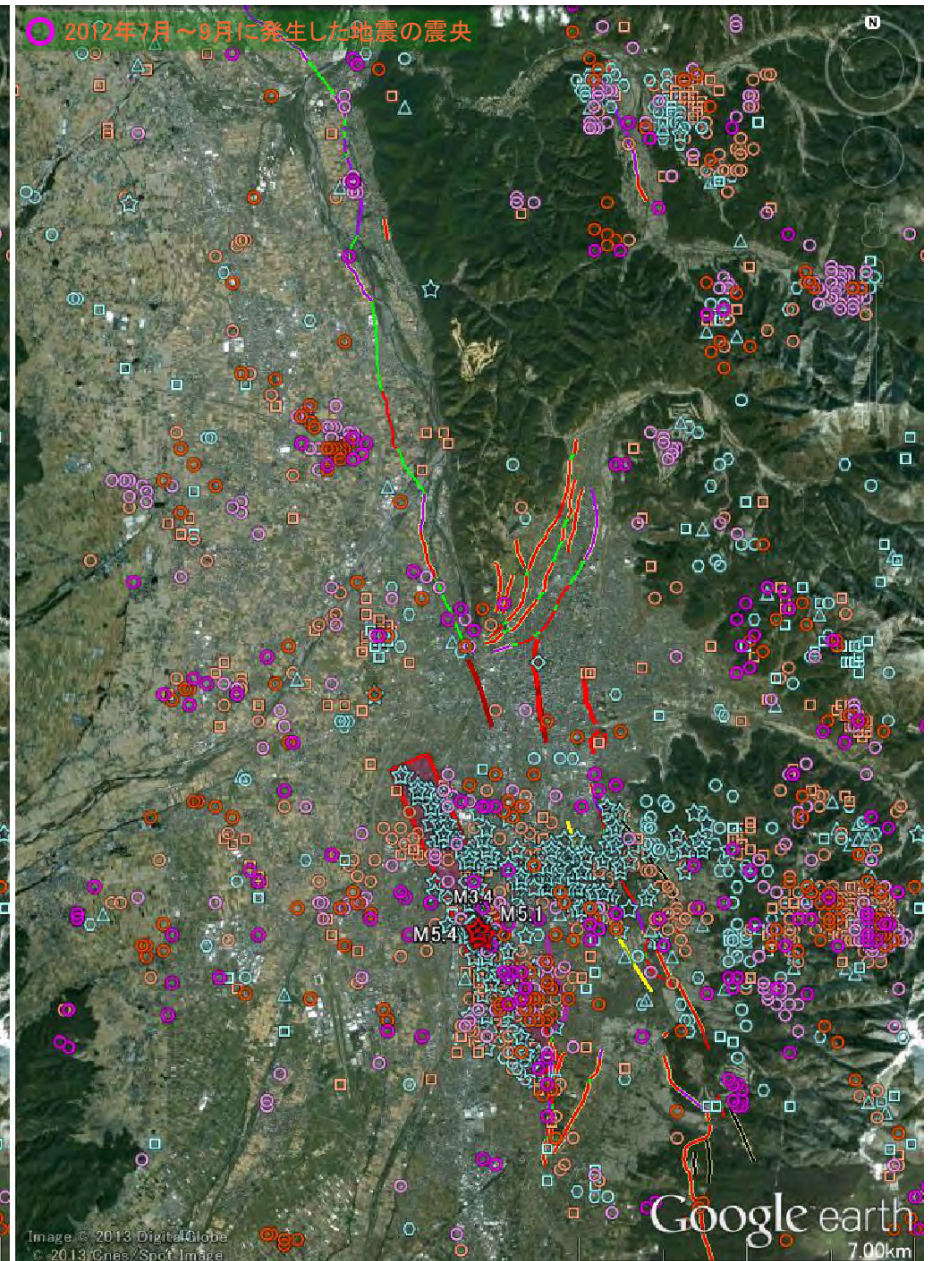 2012年7月～9月に発生した地震の震央
N
M3.4
M5.1
M5.4
Google earth
Image © 2013 DigitalGlobe
© 2013 Cnes/Spot Image
7.00km